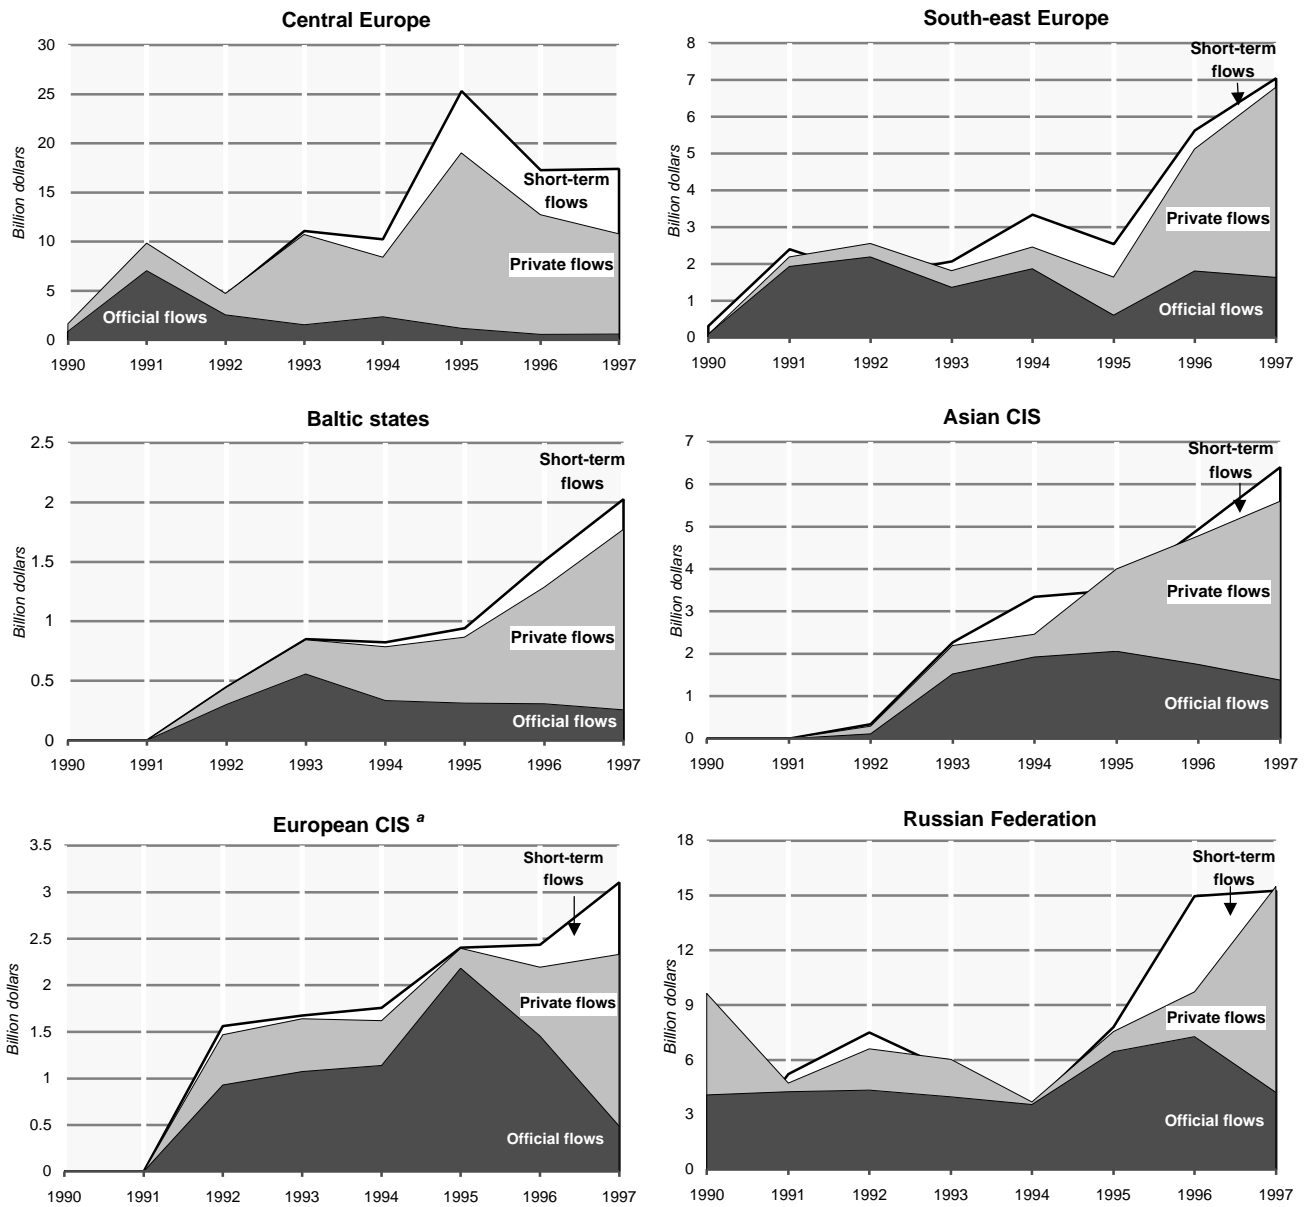 Central Europe
30
25
20
15
10
5
0
Billion dollars
Short-term
flows
Private flows
Official flows
1990 1991 1992 1993 1994 1995 1996 1997
South-east Europe
8
7
6
5
4
3
2
1
0
Billion dollars
Short-term
flows
Private flows
Official flows
1990 1991 1992 1993 1994 1995 1996 1997
Baltic states
2.5
2
1.5
1
0.5
0
Billion dollars
Short-term
flows
Private flows
Official flows
1990 1991 1992 1993 1994 1995 1996 1997
Asian CIS
7
6
5
4
3
2
1
0
Billion dollars
Short-term
flows
Private flows
Official flows
1990 1991 1992 1993 1994 1995 1996 1997
European CIS a
3.5
3
2.5
2
1.5
1
0.5
0
Billion dollars
Short-term
flows
Private flows
Official flows
1990 1991 1992 1993 1994 1995 1996 1997
Russian Federation
18
15
12
9
6
3
0
Billion dollars
Short-term
flows
Private flows
Official flows
1990 1991 1992 1993 1994 1995 1996 1997